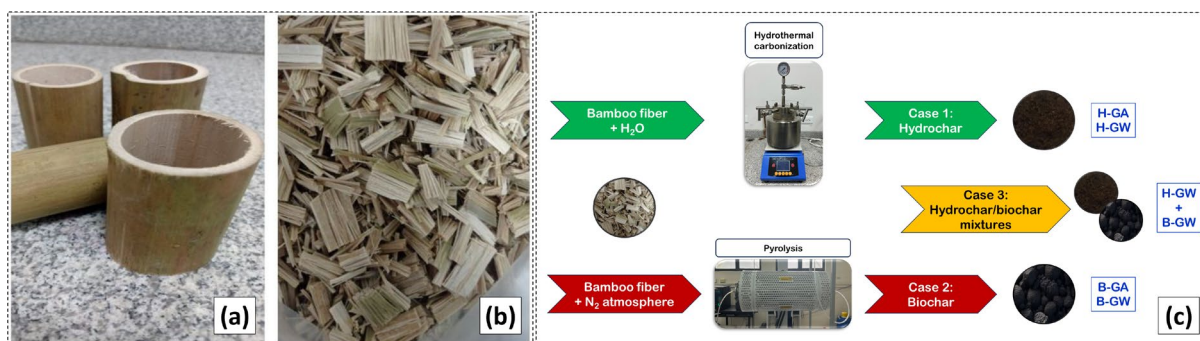 (a)
(b)
Hydrothermal
carbonization
Bamboo fiber
+ H₂O
Case 1:
Hydrochar
H-GA
H-GW
Case 3:
Hydrochar/biochar
mixtures
H-GW
+
B-GW
Pyrolysis
Bamboo fiber
+ N₂ atmosphere
Case 2:
Biochar
B-GA
B-GW
(c)